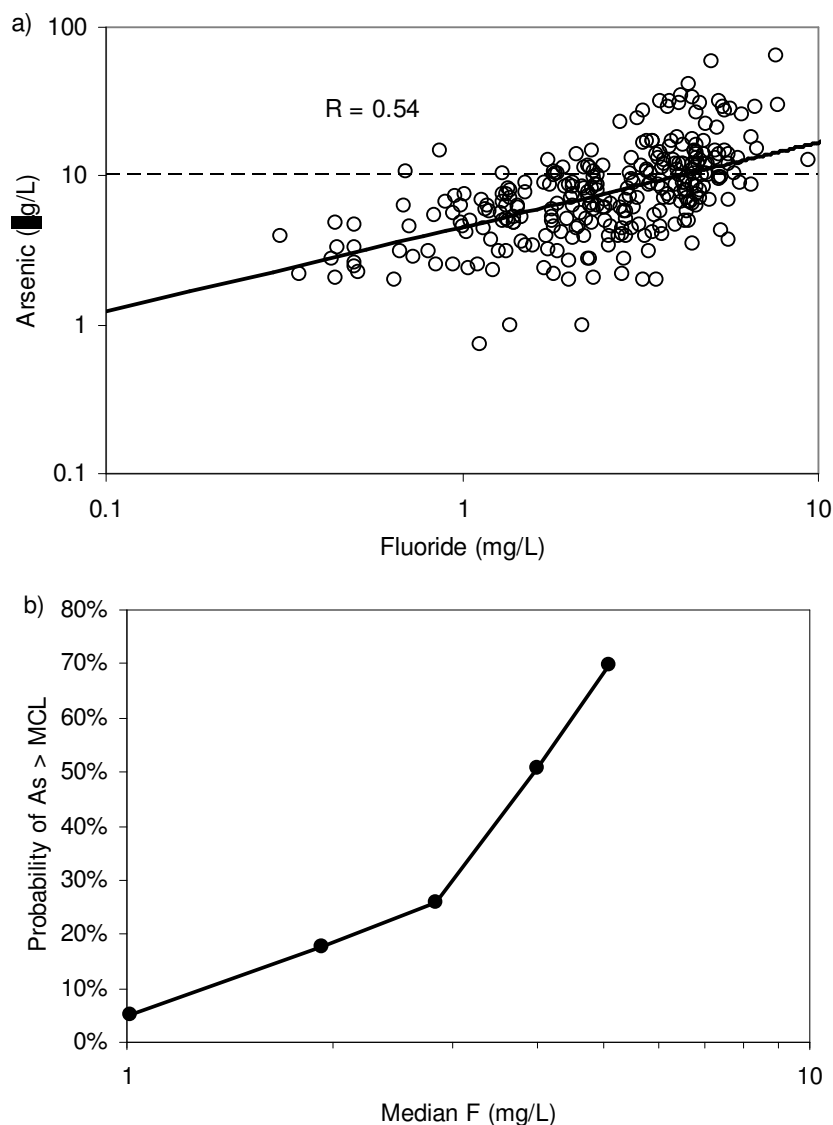 a)
100
10
1
0.1
Arsenic (█g/L)
R = 0.54
0.1
1
10
Fluoride (mg/L)
b)
80%
70%
60%
50%
40%
30%
20%
10%
0%
Probability of As > MCL
1
10
Median F (mg/L)